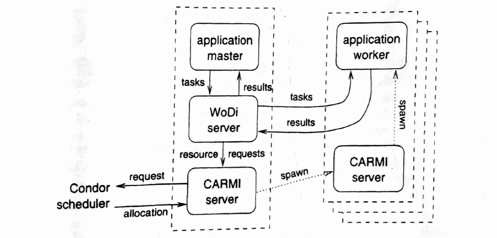 application
master
tasks
results
WoDi
server
resource requests
CARMI
server
request
Condor
scheduler
allocation
tasks
results
spawn
application
worker
spawn
CARMI
server